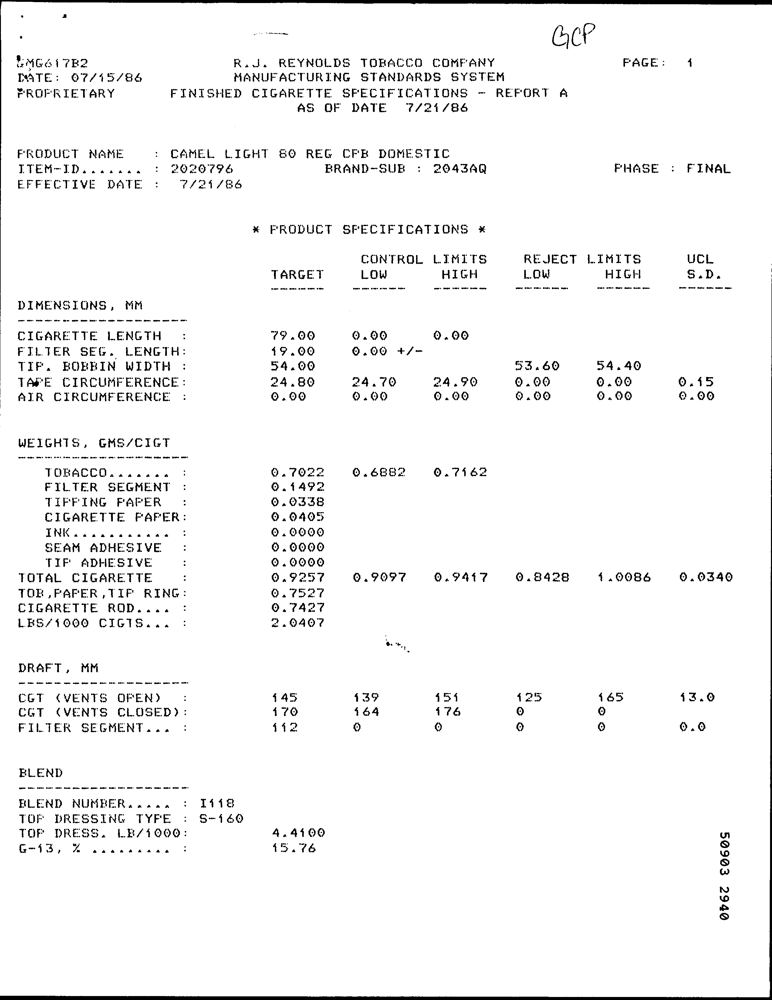 GCP
GMG617B2 R.J. REYNOLDS TOBACCO COMPANY PAGE: 1
DATE: 07/15/86 MANUFACTURING STANDARDS SYSTEM
PROPRIETARY FINISHED CIGARETTE SPECIFICATIONS - REPORT A
AS OF DATE 7/21/86
PRODUCT NAME : CAMEL LIGHT 80 REG CPB DOMESTIC
ITEM-ID....... : 2020796 BRAND-SUB : 2043AQ PHASE : FINAL
EFFECTIVE DATE : 7/21/86
* PRODUCT SPECIFICATIONS *
CONTROL LIMITS REJECT LIMITS UCL
TARGET LOW HIGH LOW HIGH S.D.
------ ------ ------ ------ ------ ------
DIMENSIONS, MM
-------------------
CIGARETTE LENGTH : 79.00 0.00 0.00
FILTER SEG. LENGTH: 19.00 0.00 +/-
TIP. BOBBIN WIDTH : 54.00 53.60 54.40
TAPE CIRCUMFERENCE: 24.80 24.70 24.90 0.00 0.00 0.15
AIR CIRCUMFERENCE : 0.00 0.00 0.00 0.00 0.00 0.00
WEIGHTS, GMS/CIGT
-------------------
TOBACCO....... : 0.7022 0.6882 0.7162
FILTER SEGMENT : 0.1492
TIPPING PAPER : 0.0338
CIGARETTE PAPER: 0.0405
INK........... : 0.0000
SEAM ADHESIVE : 0.0000
TIP ADHESIVE : 0.0000
TOTAL CIGARETTE : 0.9257 0.9097 0.9417 0.8428 1.0086 0.0340
TOB,PAPER,TIP RING: 0.7527
CIGARETTE ROD.... : 0.7427
LBS/1000 CIGTS... : 2.0407
DRAFT, MM
-------------------
CGT (VENTS OPEN) : 145 139 151 125 165 13.0
CGT (VENTS CLOSED): 170 164 176 0 0
FILTER SEGMENT... : 112 0 0 0 0 0.0
BLEND
-------------------
BLEND NUMBER..... : I118
TOP DRESSING TYPE : S-160
TOP DRESS. LB/1000: 4.4100
G-13, % ......... : 15.76
50903 2940